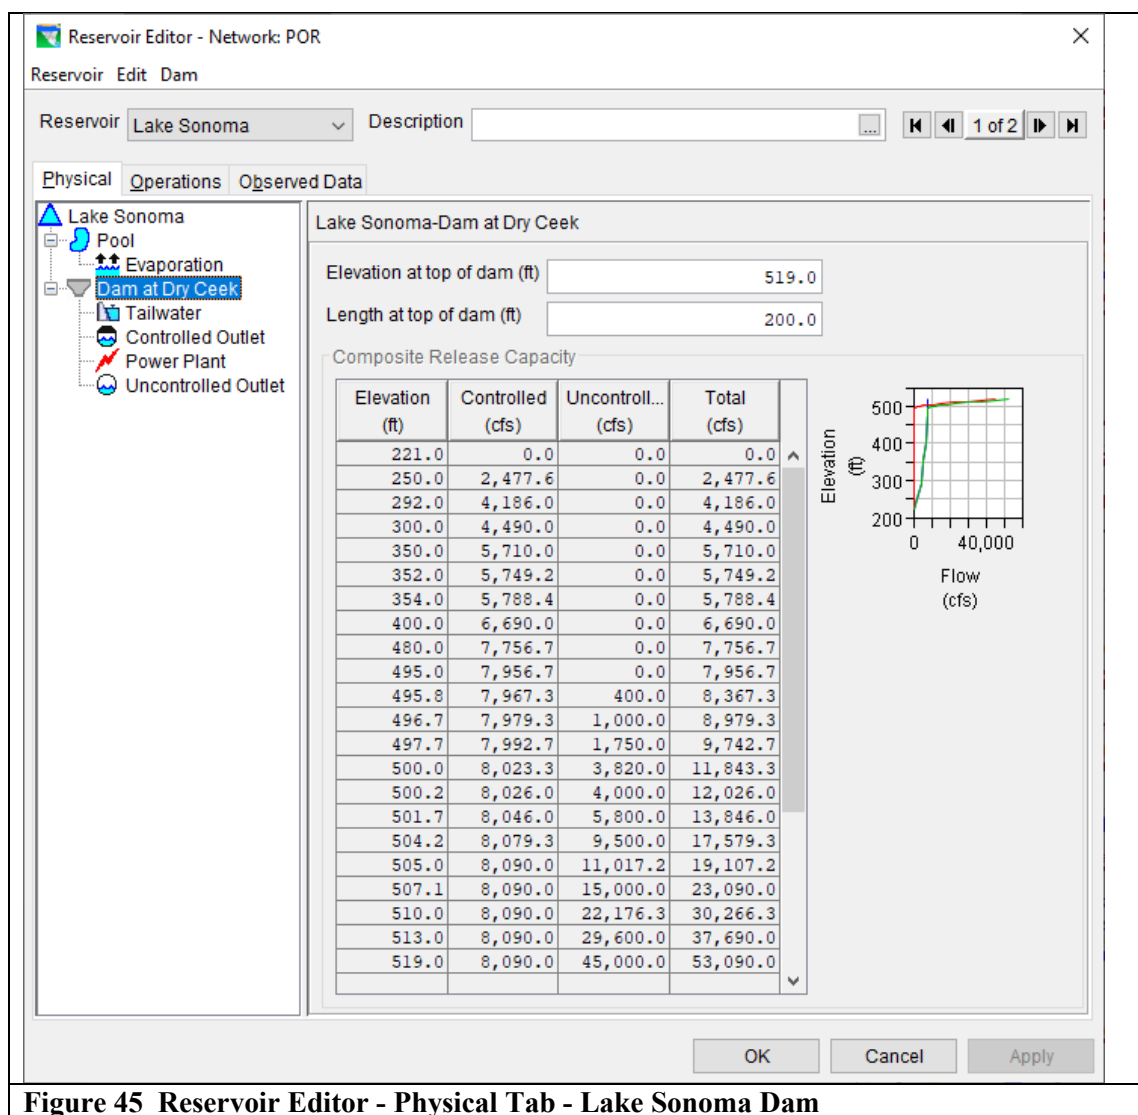 Reservoir Editor - Network: POR
Reservoir Edit Dam
Reservoir Lake Sonoma Description ... 1 of 2
Physical Operations Observed Data
Lake Sonoma
Pool
Evaporation
Dam at Dry Ceek
Tailwater
Controlled Outlet
Power Plant
Uncontrolled Outlet
Lake Sonoma-Dam at Dry Ceek
Elevation at top of dam (ft) 519.0
Length at top of dam (ft) 200.0
Composite Release Capacity
Elevation Controlled Uncontroll... Total
(ft) (cfs) (cfs) (cfs)
221.0 0.0 0.0 0.0
250.0 2,477.6 0.0 2,477.6
292.0 4,186.0 0.0 4,186.0
300.0 4,490.0 0.0 4,490.0
350.0 5,710.0 0.0 5,710.0
352.0 5,749.2 0.0 5,749.2
354.0 5,788.4 0.0 5,788.4
400.0 6,690.0 0.0 6,690.0
480.0 7,756.7 0.0 7,756.7
495.0 7,956.7 0.0 7,956.7
495.8 7,967.3 400.0 8,367.3
496.7 7,979.3 1,000.0 8,979.3
497.7 7,992.7 1,750.0 9,742.7
500.0 8,023.3 3,820.0 11,843.3
500.2 8,026.0 4,000.0 12,026.0
501.7 8,046.0 5,800.0 13,846.0
504.2 8,079.3 9,500.0 17,579.3
505.0 8,090.0 11,017.2 19,107.2
507.1 8,090.0 15,000.0 23,090.0
510.0 8,090.0 22,176.3 30,266.3
513.0 8,090.0 29,600.0 37,690.0
519.0 8,090.0 45,000.0 53,090.0
Elevation
(ft)
500
400
300
200
0 40,000
Flow
(cfs)
OK Cancel Apply
Figure 45 Reservoir Editor - Physical Tab - Lake Sonoma Dam